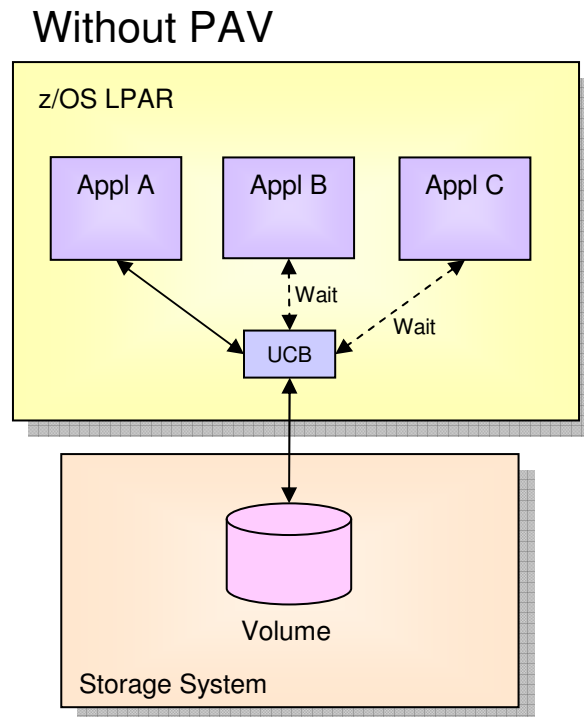 Without PAV
z/OS LPAR
Appl A
Appl B
Appl C
Wait
Wait
UCB
Volume
Storage System